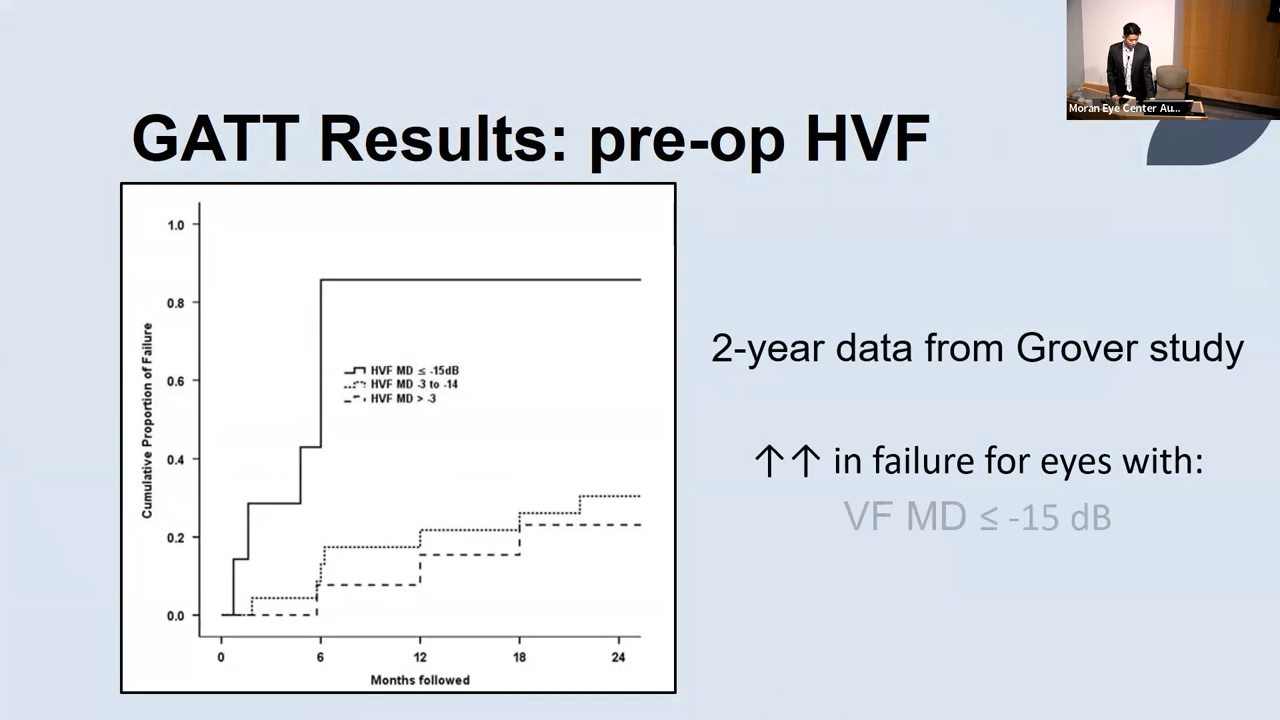 Moran Eye Center Au...
GATT Results: pre-op HVF
1.0
0.8
0.6
0.4
0.2
0.0
Cumulative Proportion of Failure
HVF MD ≤ -15dB
HVF MD -3 to -14
HVF MD > -3
0 6 12 18 24
Months followed
2-year data from Grover study
↑↑ in failure for eyes with:
VF MD ≤ -15 dB